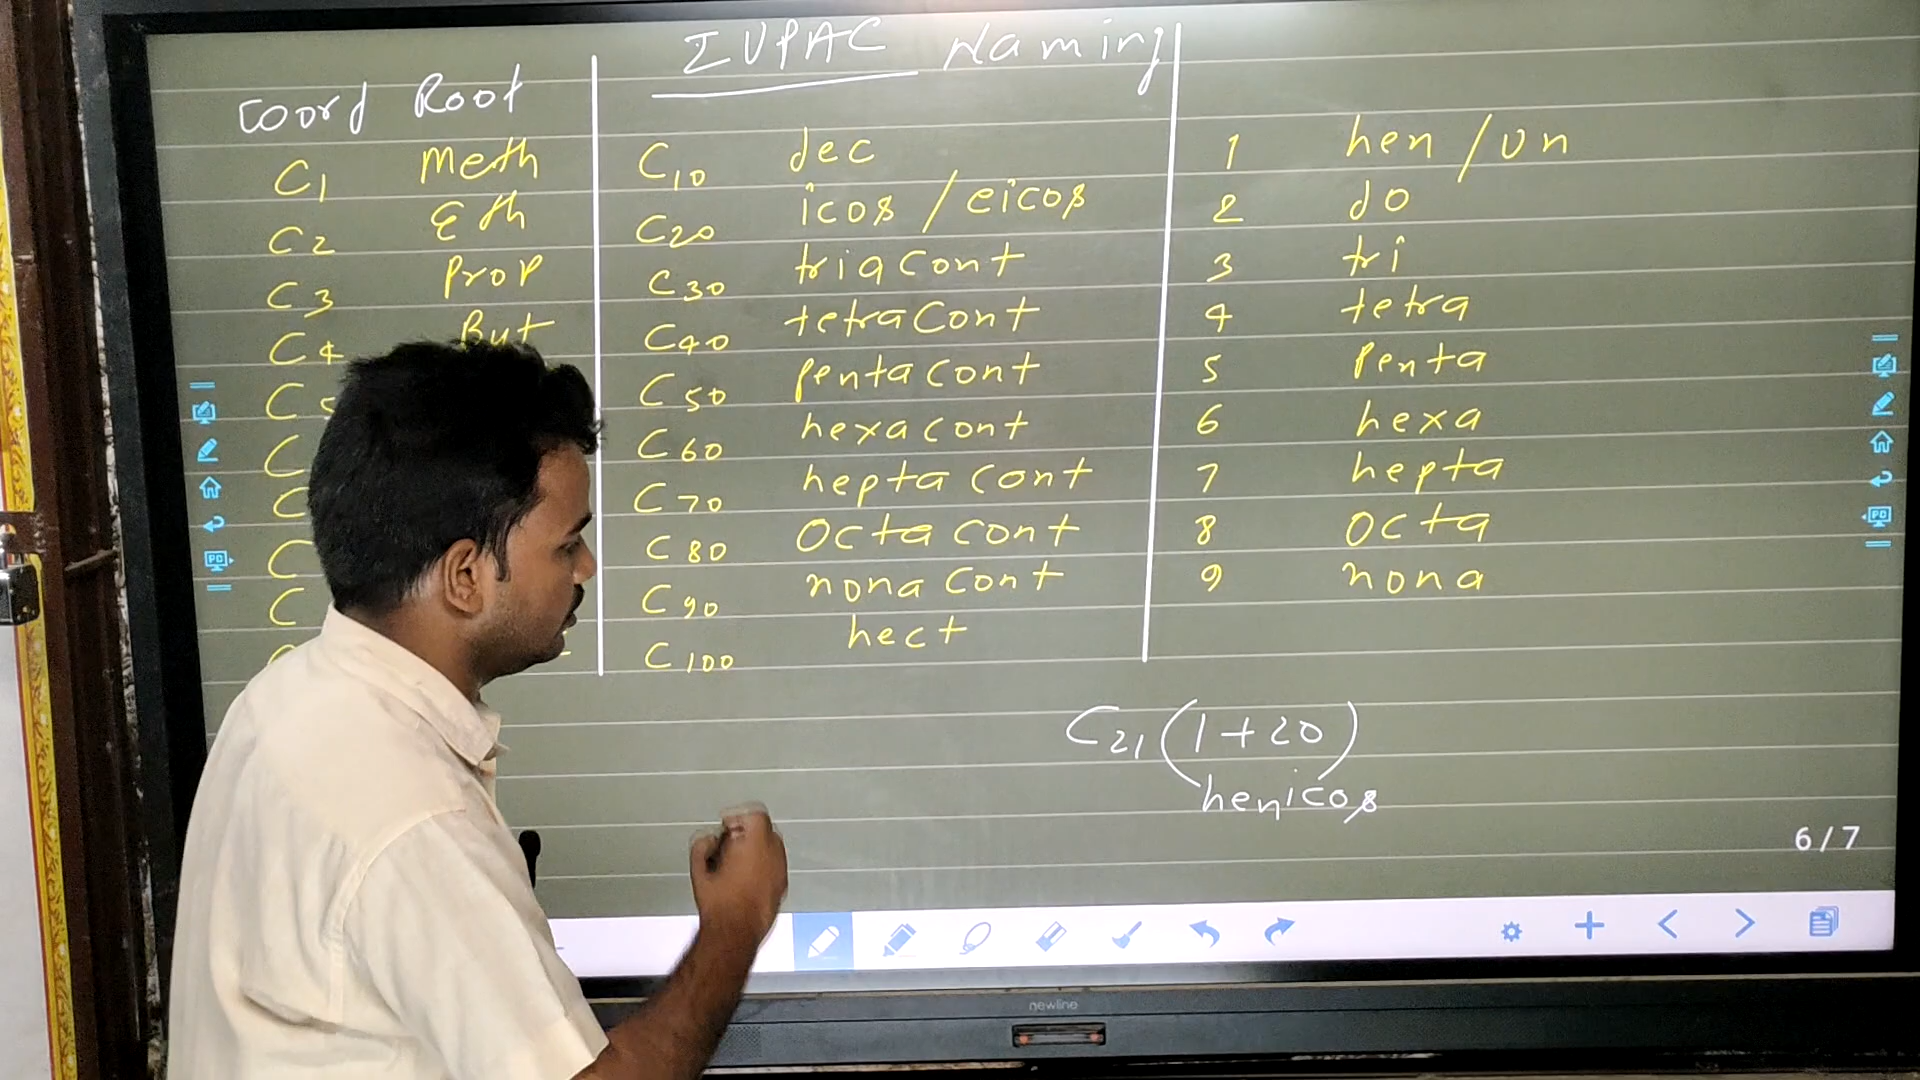 IUPAC Naming
Coord Root
C1 Meth
C2 Eth
C3 Prop
C4 But
C5
C
C
C
C
C10 dec
C20 icos / eicos
C30 triacont
C40 tetracont
C50 pentacont
C60 hexacont
C70 heptacont
C80 octacont
C90 nonacont
C100 hect
1 hen / un
2 do
3 tri
4 tetra
5 Penta
6 hexa
7 hepta
8 octa
9 nona
C21 (1+20)
henicos
6/7
newline